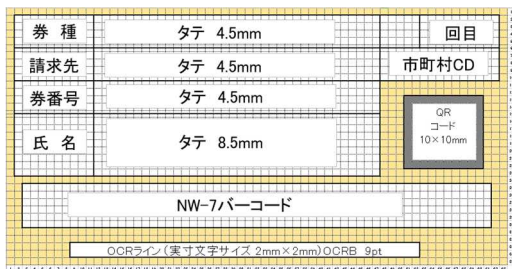 券 種 タテ 4.5mm 回目
請求先 タテ 4.5mm 市町村CD
券番号 タテ 4.5mm
氏 名 タテ 8.5mm
QR
コード
10×10mm
NW-7バーコード
OCRライン(実寸文字サイズ 2mm×2mm)OCRB 9pt